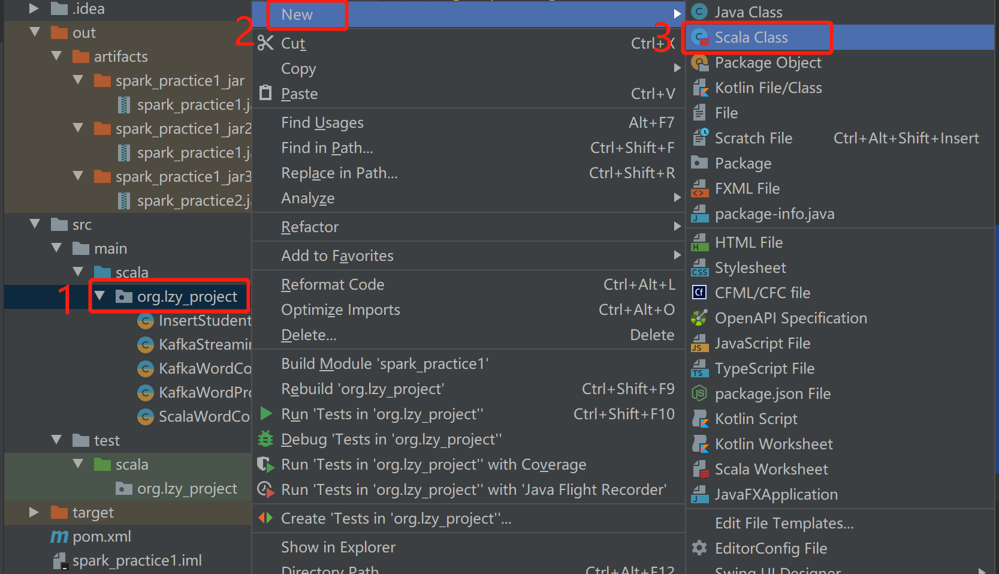 .idea
out
artifacts
spark_practice1_jar
spark_practice1.j
spark_practice1_jar2
spark_practice1.j
spark_practice1_jar3
spark_practice2.j
src
main
scala
1
org.lzy_project
InsertStudent
KafkaStreamin
KafkaWordCo
KafkaWordPro
ScalaWordCo
test
scala
org.lzy_project
target
pom.xml
spark_practice1.iml
2
New
Cut Ctrl+X
Copy
Paste Ctrl+V
Find Usages Alt+F7
Find in Path... Ctrl+Shift+F
Replace in Path... Ctrl+Shift+R
Analyze
Refactor
Add to Favorites
Reformat Code Ctrl+Alt+L
Optimize Imports Ctrl+Alt+O
Delete... Delete
Build Module 'spark_practice1'
Rebuild 'org.lzy_project' Ctrl+Shift+F9
Run 'Tests in 'org.lzy_project'' Ctrl+Shift+F10
Debug 'Tests in 'org.lzy_project''
Run 'Tests in 'org.lzy_project'' with Coverage
Run 'Tests in 'org.lzy_project'' with 'Java Flight Recorder'
Create 'Tests in 'org.lzy_project''...
Show in Explorer
Directory Path Ctrl+Alt+F12
3
Java Class
Scala Class
Package Object
Kotlin File/Class
File
Scratch File Ctrl+Alt+Shift+Insert
Package
FXML File
package-info.java
HTML File
Stylesheet
CFML/CFC file
OpenAPI Specification
JavaScript File
TypeScript File
package.json File
Kotlin Script
Kotlin Worksheet
Scala Worksheet
JavaFXApplication
Edit File Templates...
EditorConfig File
Swing UI Designer